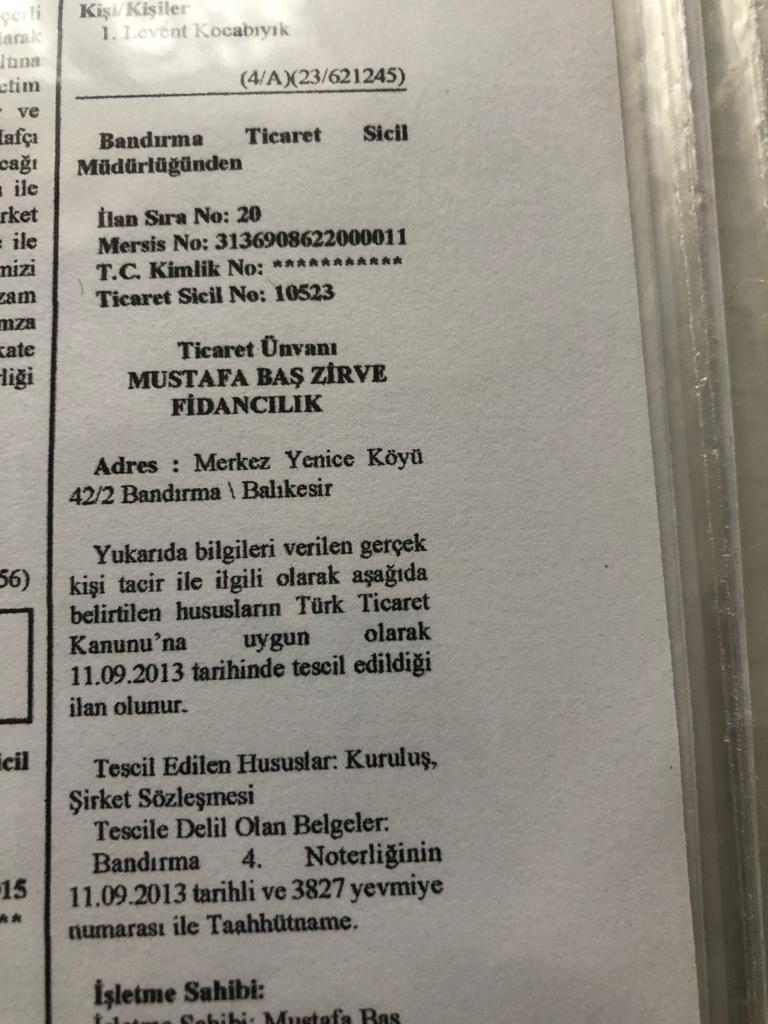 Kişi/Kişiler
1. Levent Kocabıyık
(4/A)(23/621245)
Bandırma Ticaret Sicil
Müdürlüğünden
İlan Sıra No: 20
Mersis No: 3136908622000011
T.C. Kimlik No: ***********
Ticaret Sicil No: 10523
Ticaret Ünvanı
MUSTAFA BAŞ ZİRVE
FİDANCILIK
Adres : Merkez Yenice Köyü
42/2 Bandırma \ Balıkesir
Yukarıda bilgileri verilen gerçek
kişi tacir ile ilgili olarak aşağıda
belirtilen hususların Türk Ticaret
Kanunu'na uygun olarak
11.09.2013 tarihinde tescil edildiği
ilan olunur.
Tescil Edilen Hususlar: Kuruluş,
Şirket Sözleşmesi
Tescile Delil Olan Belgeler:
Bandırma 4. Noterliğinin
11.09.2013 tarihli ve 3827 yevmiye
numarası ile Taahhütname.
İşletme Sahibi:
İşletme Sahibi: Mustafa Baş